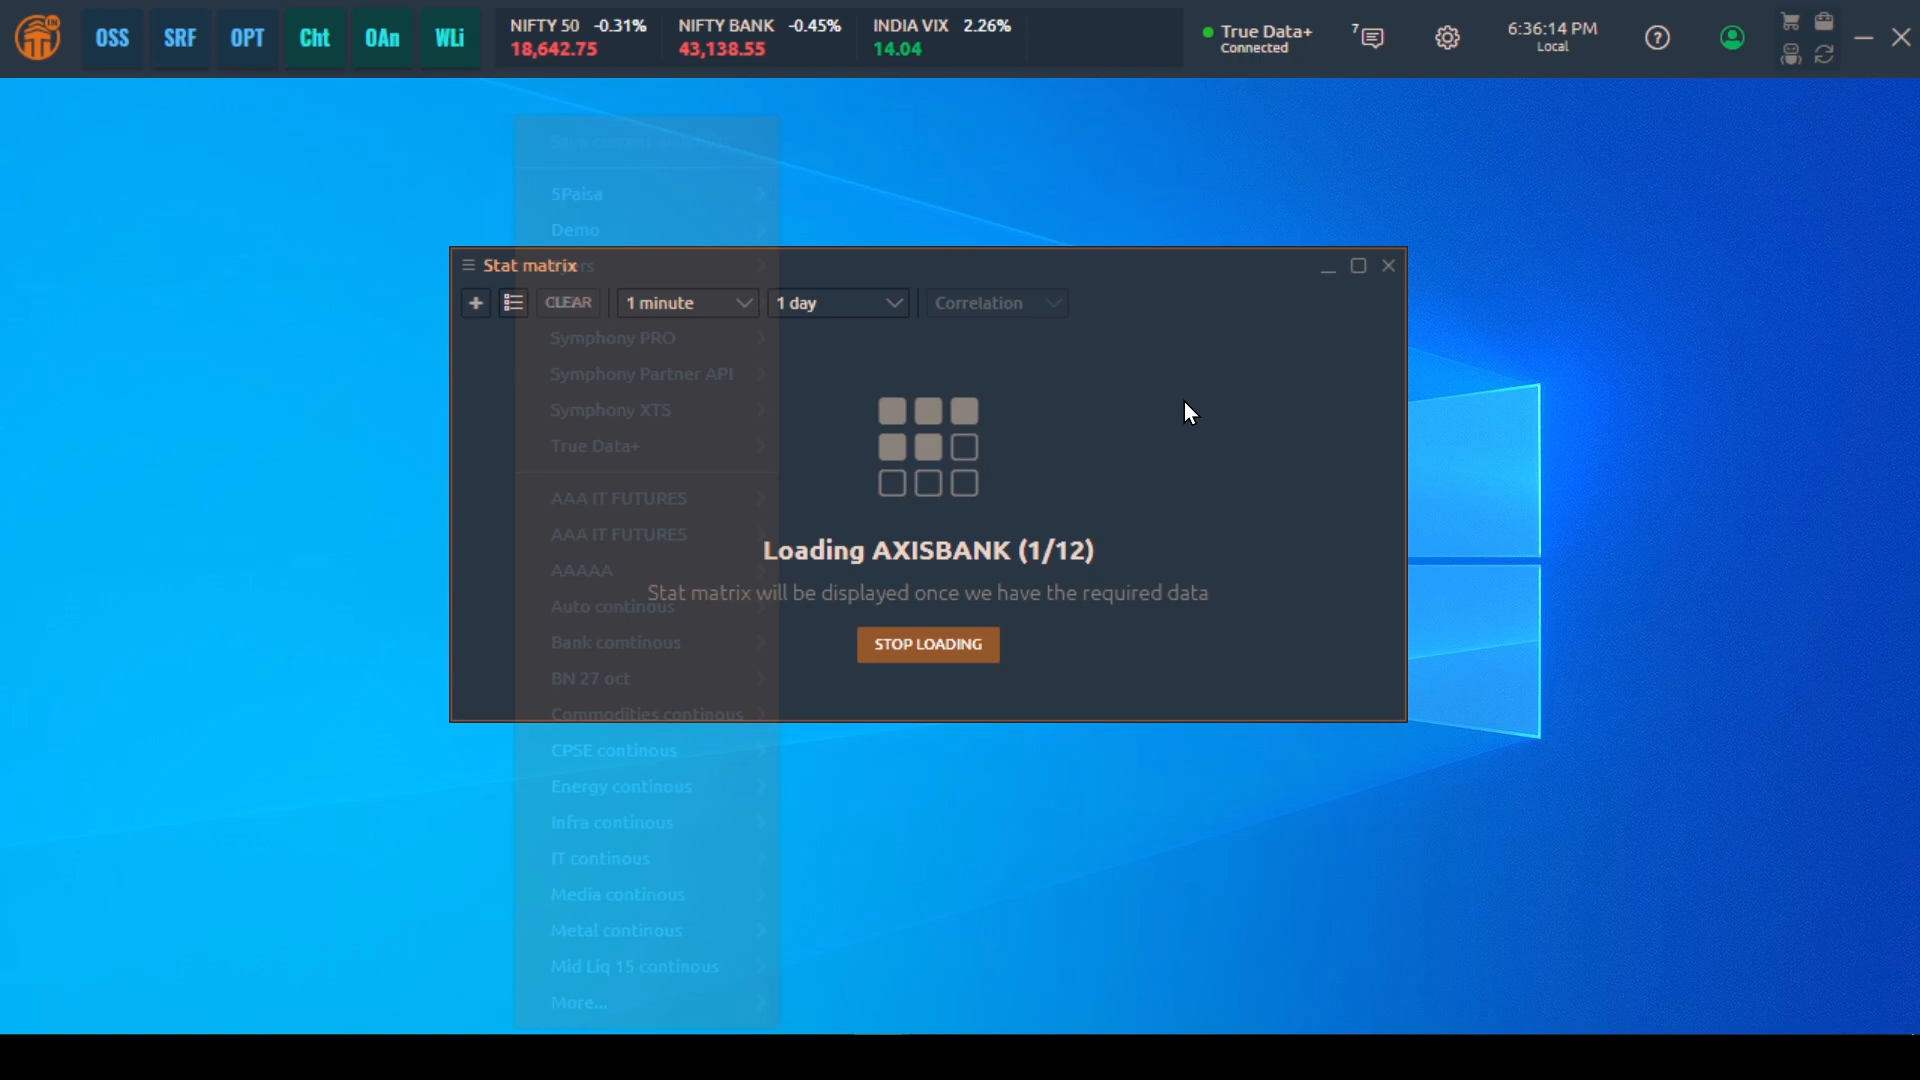 IN
OSS SRF OPT Cht OAn WLi
NIFTY 50 -0.31% NIFTY BANK -0.45% INDIA VIX 2.26%
18,642.75 43,138.55 14.04
True Data+
Connected
7
6:36:14 PM
Local
?
5Paisa
Demo
Stat matrix
CLEAR 1 minute 1 day Correlation
Symphony PRO
Symphony Partner API
Symphony XTS
True Data+
AAA IT FUTURES
AAA IT FUTURES
Loading AXISBANK (1/12)
AAAAA
Stat matrix will be displayed once we have the required data
Auto continous
Bank comtinous
STOP LOADING
BN 27 oct
Commodities continous
CPSE continous
Energy continous
Infra continous
IT continous
Media continous
Metal continous
Mid Liq 15 continous
More...